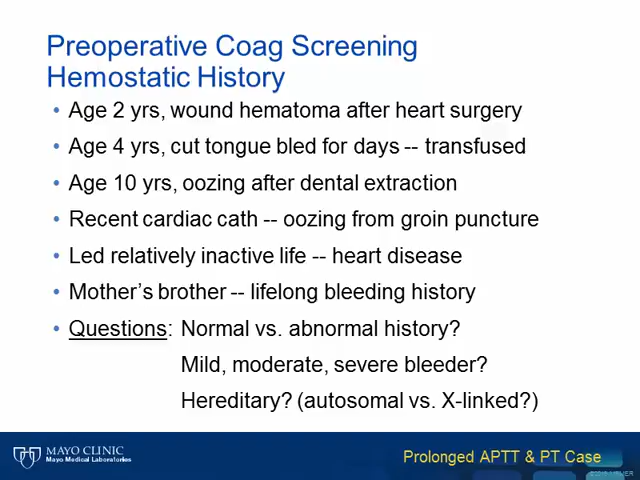 Preoperative Coag Screening
Hemostatic History
• Age 2 yrs, wound hematoma after heart surgery
• Age 4 yrs, cut tongue bled for days -- transfused
• Age 10 yrs, oozing after dental extraction
• Recent cardiac cath -- oozing from groin puncture
• Led relatively inactive life -- heart disease
• Mother's brother -- lifelong bleeding history
• Questions: Normal vs. abnormal history?
Mild, moderate, severe bleeder?
Hereditary? (autosomal vs. X-linked?)
MAYO CLINIC
Mayo Medical Laboratories
Prolonged APTT & PT Case